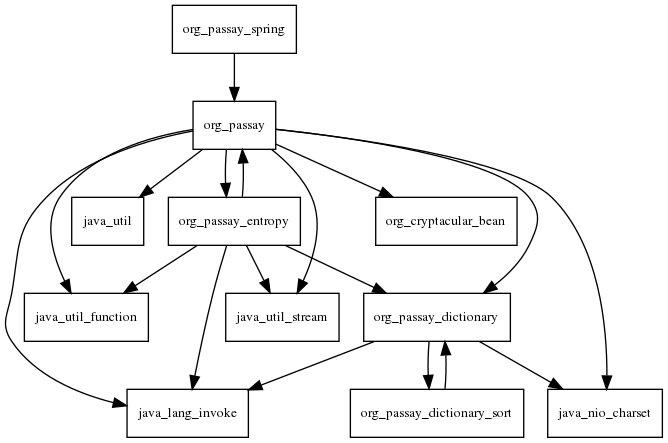 org_passay_spring
org_passay
java_util
org_passay_entropy
org_cryptacular_bean
java_util_function
java_util_stream
org_passay_dictionary
java_lang_invoke
org_passay_dictionary_sort
java_nio_charset